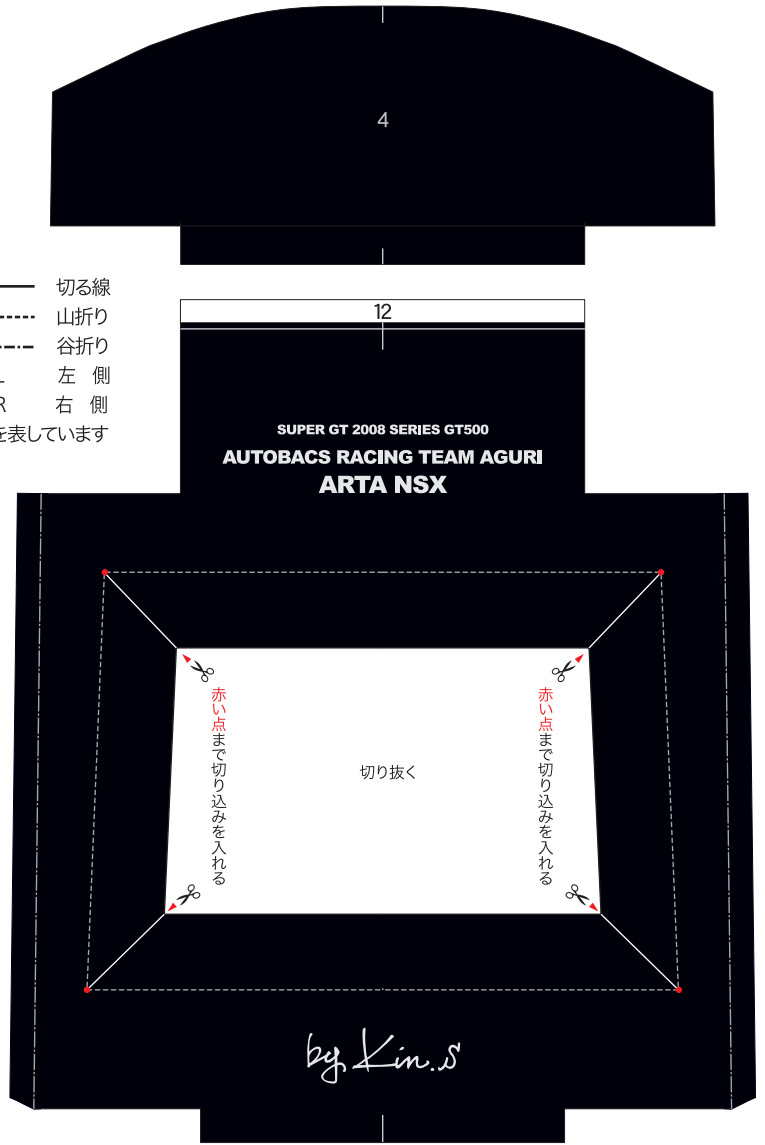 4
切る線
山折り
谷折り
左 側
R 右 側
を表しています
12
SUPER GT 2008 SERIES GT500
AUTOBACS RACING TEAM AGURI
ARTA NSX
赤い点まで切り込みを入れる
赤い点まで切り込みを入れる
切り抜く
by Kin.s